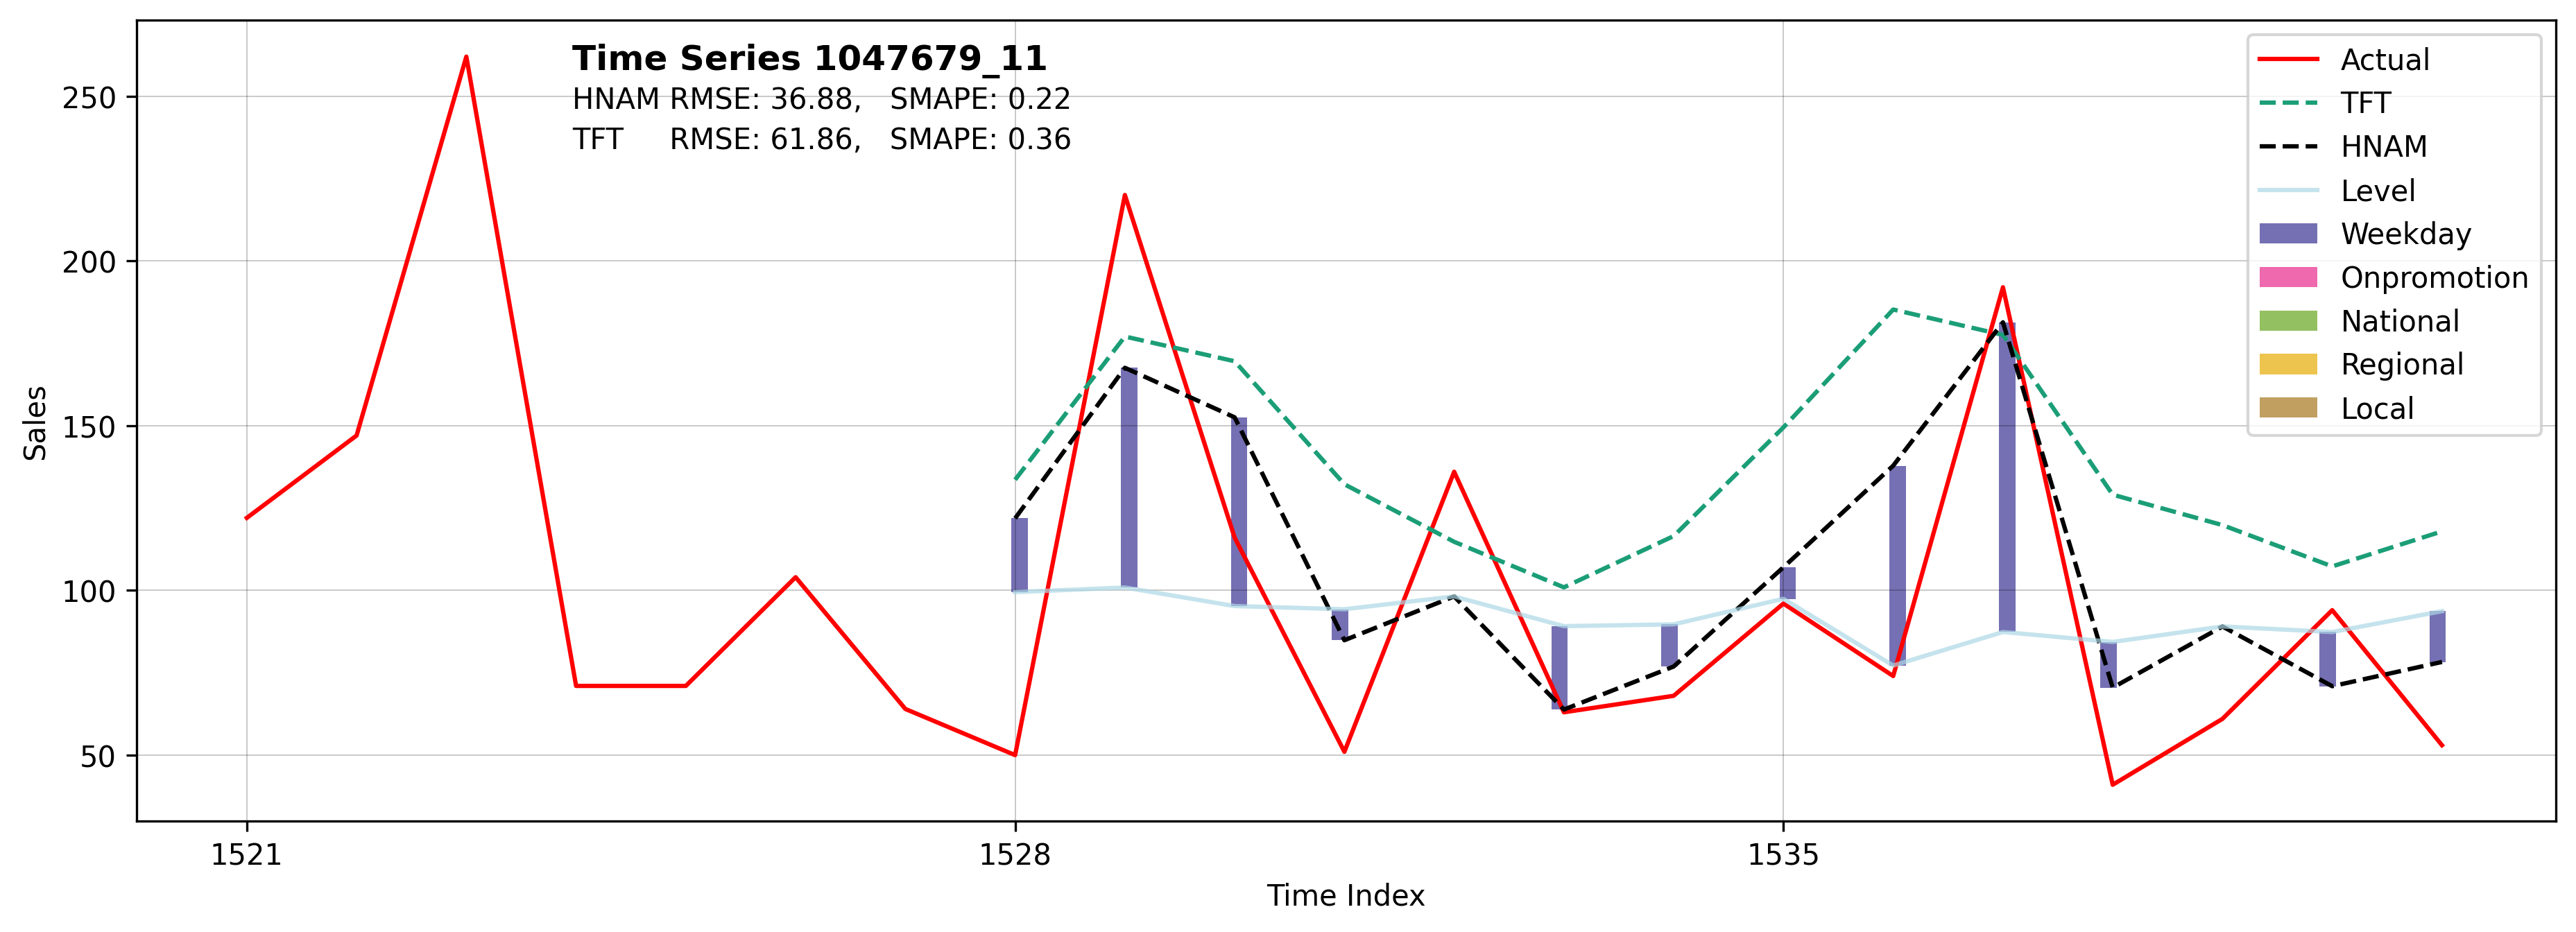 Time Series 1047679_11
HNAM RMSE: 36.88, SMAPE: 0.22
TFT RMSE: 61.86, SMAPE: 0.36
Actual
TFT
HNAM
Level
Weekday
Onpromotion
National
Regional
Local
Sales
250
200
150
100
50
1521
1528
1535
Time Index